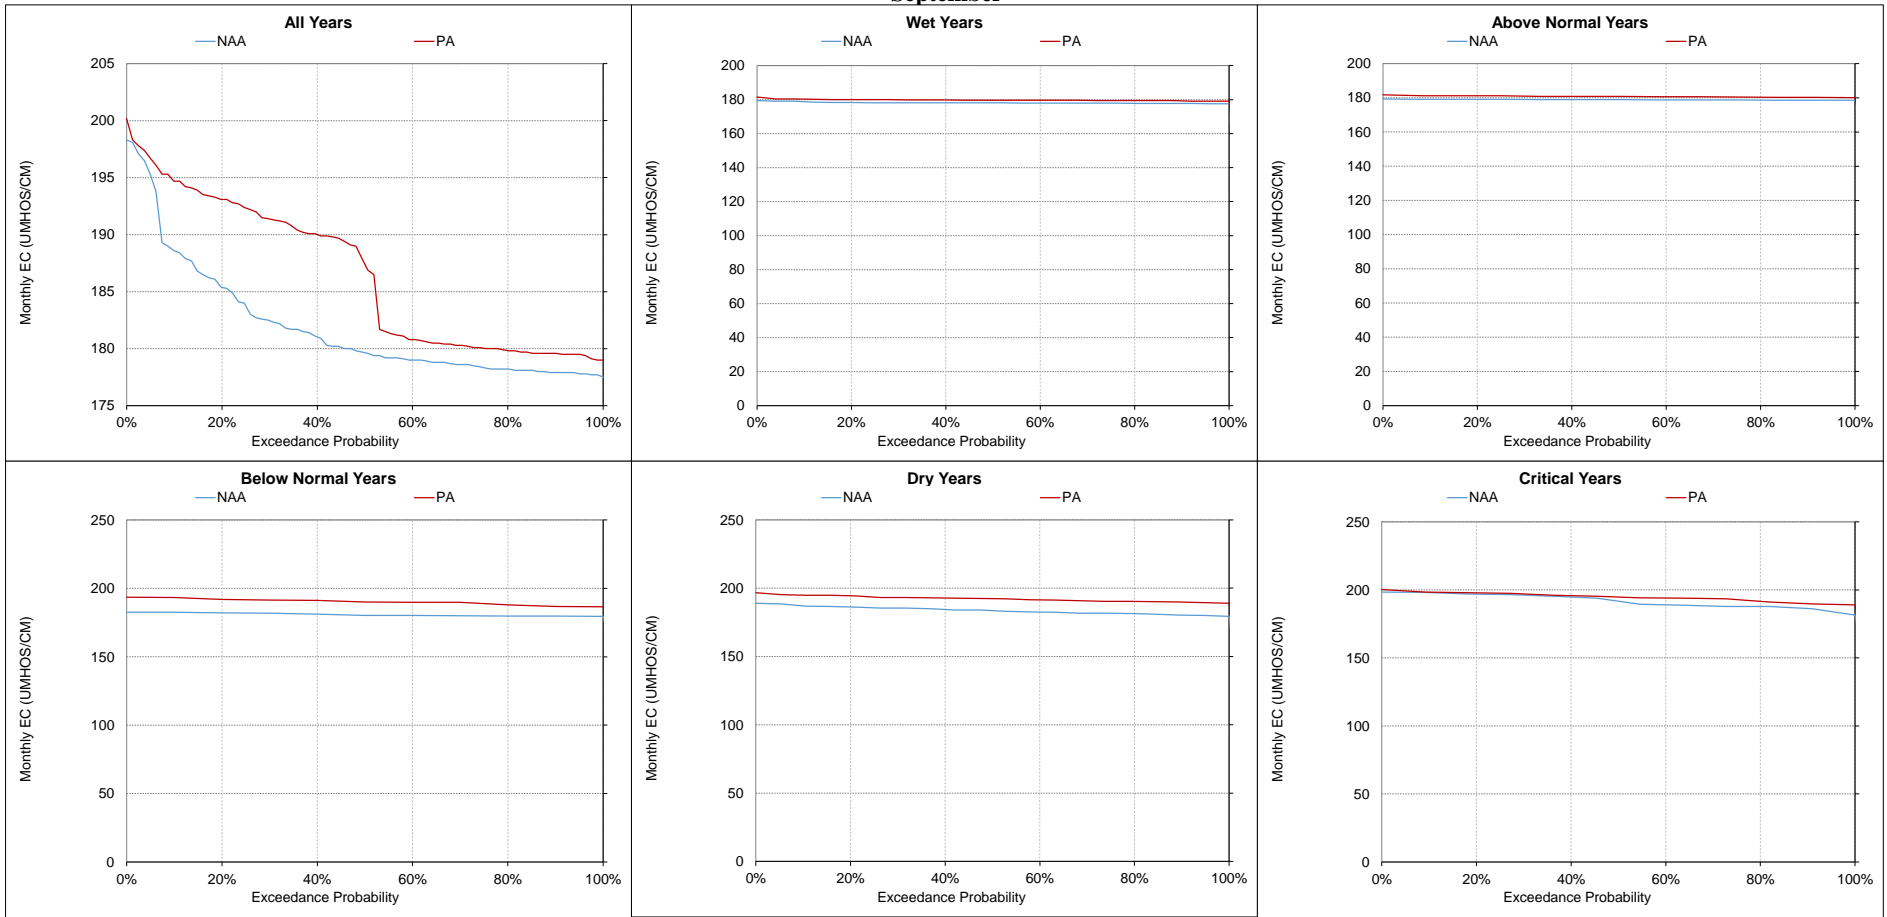 September
All Years
NAA PA
205
200
195
190
185
180
175
0% 20% 40% 60% 80% 100%
Exceedance Probability
Monthly EC (UMHOS/CM)
Wet Years
NAA PA
200
180
160
140
120
100
80
60
40
20
0
0% 20% 40% 60% 80% 100%
Exceedance Probability
Monthly EC (UMHOS/CM)
Above Normal Years
NAA PA
200
180
160
140
120
100
80
60
40
20
0
0% 20% 40% 60% 80% 100%
Exceedance Probability
Monthly EC (UMHOS/CM)
Below Normal Years
NAA PA
250
200
150
100
50
0
0% 20% 40% 60% 80% 100%
Exceedance Probability
Monthly EC (UMHOS/CM)
Dry Years
NAA PA
250
200
150
100
50
0
0% 20% 40% 60% 80% 100%
Exceedance Probability
Monthly EC (UMHOS/CM)
Critical Years
NAA PA
250
200
150
100
50
0
0% 20% 40% 60% 80% 100%
Exceedance Probability
Monthly EC (UMHOS/CM)